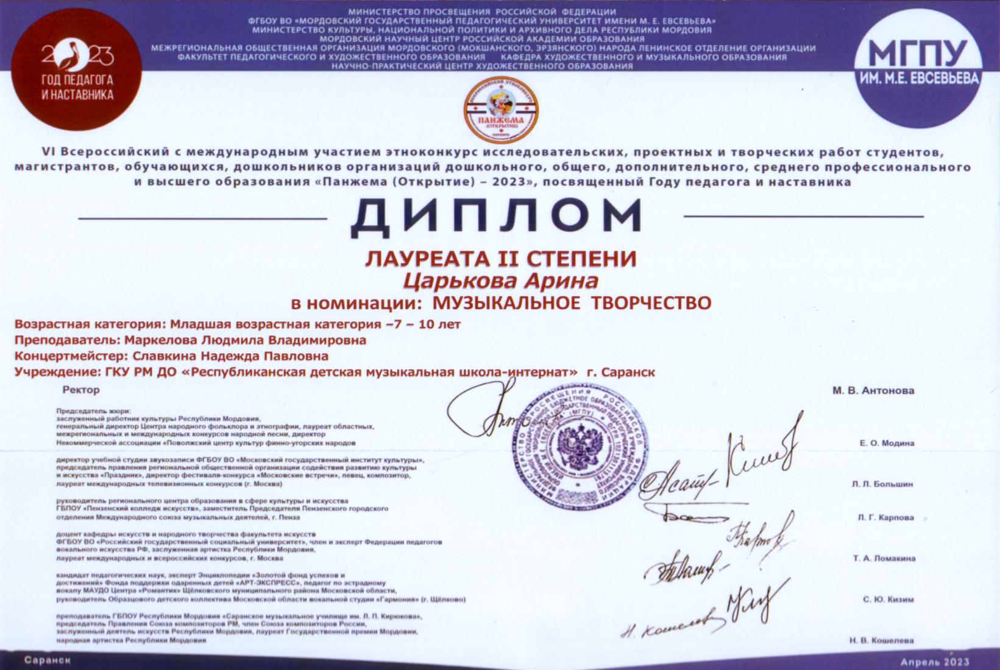 МИНИСТЕРСТВО ПРОСВЕЩЕНИЯ РОССИЙСКОЙ ФЕДЕРАЦИИ
ФГБОУ ВО «МОРДОВСКИЙ ГОСУДАРСТВЕННЫЙ ПЕДАГОГИЧЕСКИЙ УНИВЕРСИТЕТ ИМЕНИ М. Е. ЕВСЕВЬЕВА»
МИНИСТЕРСТВО КУЛЬТУРЫ, НАЦИОНАЛЬНОЙ ПОЛИТИКИ И АРХИВНОГО ДЕЛА РЕСПУБЛИКИ МОРДОВИЯ
МОРДОВСКИЙ НАУЧНЫЙ ЦЕНТР РОССИЙСКОЙ АКАДЕМИИ ОБРАЗОВАНИЯ
МЕЖРЕГИОНАЛЬНАЯ ОБЩЕСТВЕННАЯ ОРГАНИЗАЦИЯ МОРДОВСКОГО (МОКШАНСКОГО, ЭРЗЯНСКОГО) НАРОДА ЛЕНИНСКОЕ ОТДЕЛЕНИЕ ОРГАНИЗАЦИИ
ФАКУЛЬТЕТ ПЕДАГОГИЧЕСКОГО И ХУДОЖЕСТВЕННОГО ОБРАЗОВАНИЯ КАФЕДРА ХУДОЖЕСТВЕННОГО И МУЗЫКАЛЬНОГО ОБРАЗОВАНИЯ
НАУЧНО-ПРАКТИЧЕСКИЙ ЦЕНТР ХУДОЖЕСТВЕННОГО ОБРАЗОВАНИЯ
2023
ГОД ПЕДАГОГА
И НАСТАВНИКА
МГПУ
ИМ. М.Е. ЕВСЕВЬЕВА
ВСЕРОССИЙСКИЙ ЭТНОКОНКУРС
ПАНЖЕМА
(ОТКРЫТИЕ)
САРАНСК
VI Всероссийский с международным участием этноконкурс исследовательских, проектных и творческих работ студентов,
магистрантов, обучающихся, дошкольников организаций дошкольного, общего, дополнительного, среднего профессионального
и высшего образования «Панжема (Открытие) – 2023», посвященный Году педагога и наставника
ДИПЛОМ
ЛАУРЕАТА II СТЕПЕНИ
Царькова Арина
в номинации: МУЗЫКАЛЬНОЕ ТВОРЧЕСТВО
Возрастная категория: Младшая возрастная категория –7 – 10 лет
Преподаватель: Маркелова Людмила Владимировна
Концертмейстер: Славкина Надежда Павловна
Учреждение: ГКУ РМ ДО «Республиканская детская музыкальная школа-интернат» г. Саранск
Ректор
М. В. Антонова
Председатель жюри:
заслуженный работник культуры Республики Мордовия,
генеральный директор Центра народного фольклора и этнографии, лауреат областных,
межрегиональных и международных конкурсов народной песни, директор
Некоммерческой ассоциации «Поволжский центр культур финно-угорских народов
Е. О. Модина
директор учебной студии звукозаписи ФГБОУ ВО «Московский государственный институт культуры»,
председатель правления региональной общественной организации содействия развитию культуры
и искусства «Праздник», директор фестиваля-конкурса «Московские встречи», певец, композитор,
лауреат международных телевизионных конкурсов (г. Москва)
Л. Л. Большин
руководитель регионального центра образования в сфере культуры и искусства
ГБПОУ «Пензенский колледж искусств», заместитель Председателя Пензенского городского
отделения Международного союза музыкальных деятелей, г. Пенза
Л. Г. Карпова
доцент кафедры искусств и народного творчества факультета искусств
ФГБОУ ВО «Российский государственный социальный университет», член и эксперт Федерации педагогов
вокального искусства РФ, заслуженная артистка Республики Мордовия,
лауреат международных и всероссийских конкурсов, г. Москва
Т. А. Ломакина
кандидат педагогических наук, эксперт Энциклопедии «Золотой фонд успехов и
достижений» Фонда поддержки одаренных детей «АРТ-ЭКСПРЕСС», педагог по эстрадному
вокалу МАУДО Центра «Романтик» Щёлковского муниципального района Московской области,
руководитель Образцового детского коллектива Московской области вокальной студии «Гармония» (г. Щёлково)
С. Ю. Кизим
преподаватель ГБПОУ Республики Мордовия «Саранское музыкальное училище им. Л. П. Кирюкова»,
председатель Правления Союза композиторов РМ, член Союза композиторов России,
заслуженный деятель искусств Республики Мордовии, лауреат Государственной премии Мордовии,
народная артистка Республики Мордовия
Н. В. Кошелева
Н. Кошелева
Саранск
Апрель 2023